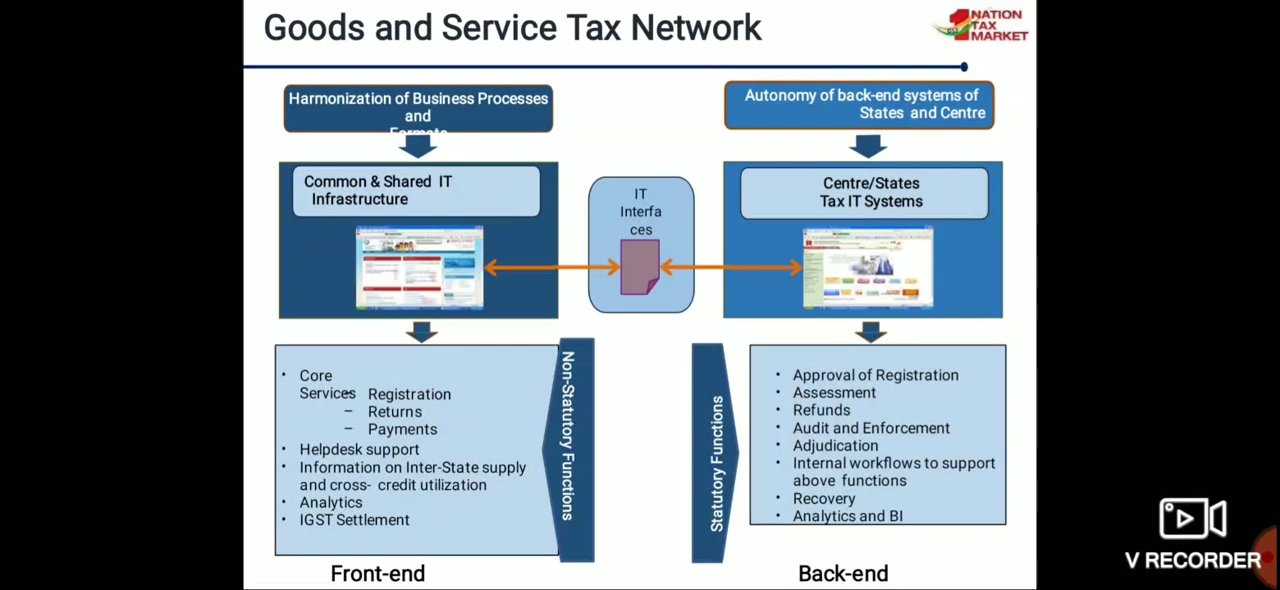 Goods and Service Tax Network
NATION
TAX
MARKET
Harmonization of Business Processes
and
Formats
Autonomy of back-end systems of
States and Centre
Common & Shared IT
Infrastructure
IT
Interfa
ces
Centre/States
Tax IT Systems
• Core
Services
– Registration
– Returns
– Payments
• Helpdesk support
• Information on Inter-State supply
and cross- credit utilization
• Analytics
• IGST Settlement
Non-Statutory Functions
Statutory Functions
• Approval of Registration
• Assessment
• Refunds
• Audit and Enforcement
• Adjudication
• Internal workflows to support
above functions
• Recovery
• Analytics and BI
Front-end
Back-end
V RECORDER